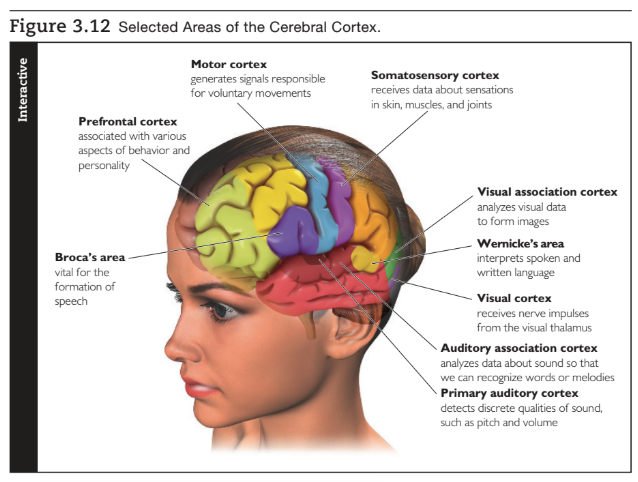 Figure 3.12 Selected Areas of the Cerebral Cortex.
Interactive
Motor cortex
generates signals responsible
for voluntary movements
Somatosensory cortex
receives data about sensations
in skin, muscles, and joints
Prefrontal cortex
associated with various
aspects of behavior and
personality
Visual association cortex
analyzes visual data
to form images
Broca's area
vital for the
formation of
speech
Wernicke's area
interprets spoken and
written language
Visual cortex
receives nerve impulses
from the visual thalamus
Auditory association cortex
analyzes data about sound so that
we can recognize words or melodies
Primary auditory cortex
detects discrete qualities of sound,
such as pitch and volume